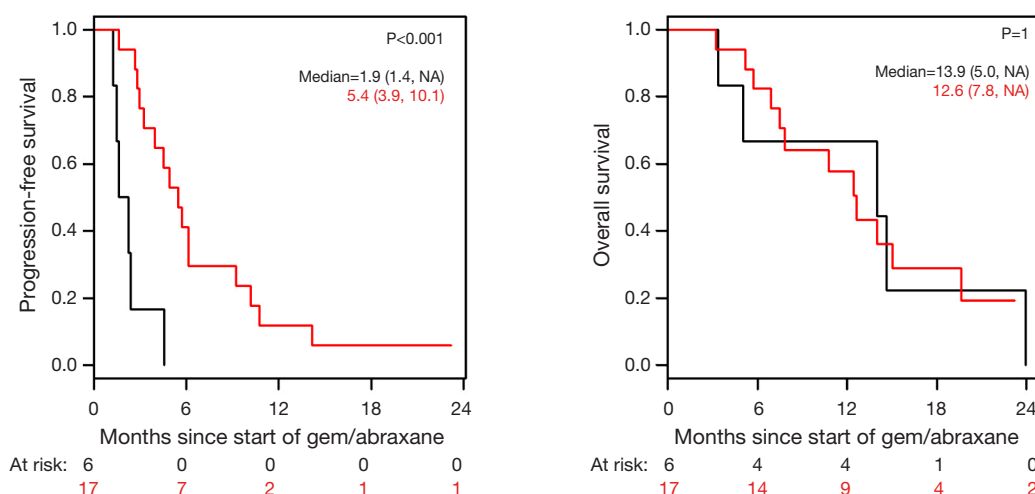 P<0.001
Median=1.9 (1.4, NA)
5.4 (3.9, 10.1)
Progression-free survival
1.0
0.8
0.6
0.4
0.2
0.0
0 6 12 18 24
Months since start of gem/abraxane
At risk: 6 0 0 0 0
17 7 2 1 1
P=1
Median=13.9 (5.0, NA)
12.6 (7.8, NA)
Overall survival
1.0
0.8
0.6
0.4
0.2
0.0
0 6 12 18 24
Months since start of gem/abraxane
At risk: 6 4 4 1 0
17 14 9 4 2